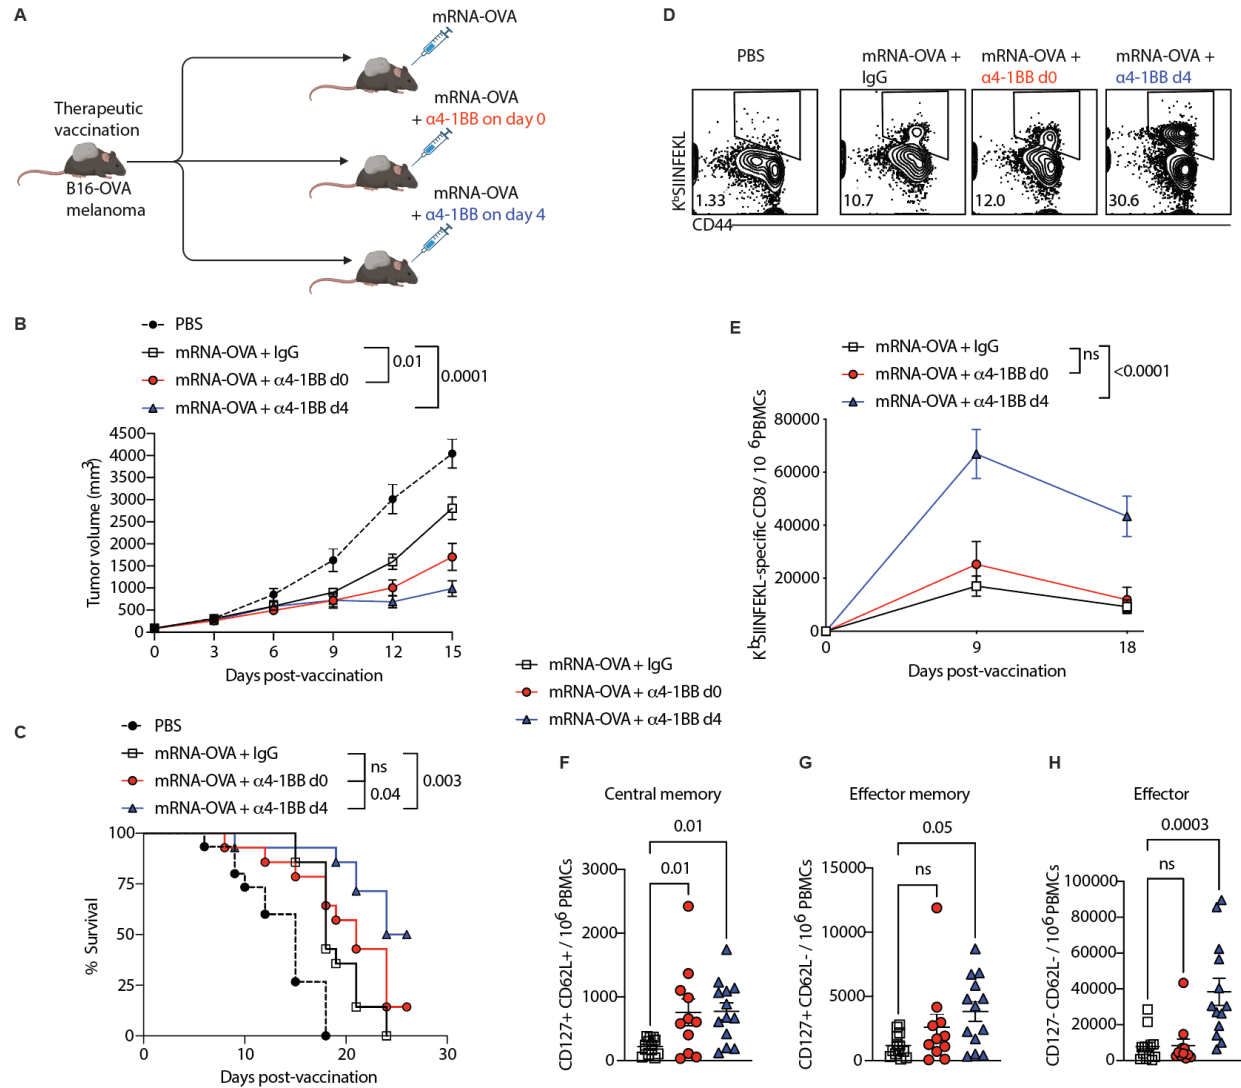 A
mRNA-OVA
Therapeutic
vaccination
mRNA-OVA
+ α4-1BB on day 0
B16-OVA
melanoma
mRNA-OVA
+ α4-1BB on day 4
B
PBS
mRNA-OVA + IgG
mRNA-OVA + α4-1BB d0
mRNA-OVA + α4-1BB d4
0.01
0.0001
Tumor volume (mm³)
4500
4000
3500
3000
2500
2000
1500
1000
500
0
0 3 6 9 12 15
Days post-vaccination
C
PBS
mRNA-OVA + IgG
mRNA-OVA + α4-1BB d0
mRNA-OVA + α4-1BB d4
ns
0.04
0.003
% Survival
100
75
50
25
0
0 10 20 30
Days post-vaccination
D
PBS
mRNA-OVA +
IgG
mRNA-OVA +
α4-1BB d0
mRNA-OVA +
α4-1BB d4
KᵇSIINFEKL
1.33
10.7
12.0
30.6
CD44
E
mRNA-OVA + IgG
mRNA-OVA + α4-1BB d0
mRNA-OVA + α4-1BB d4
ns
<0.0001
KᵇSIINFEKL-specific CD8 / 10 ⁶PBMCs
80000
60000
40000
20000
0
0 9 18
Days post-vaccination
mRNA-OVA + IgG
mRNA-OVA + α4-1BB d0
mRNA-OVA + α4-1BB d4
F
Central memory
0.01
0.01
CD127+ CD62L+ / 10⁶ PBMCs
3000
2000
1000
0
G
Effector memory
0.05
ns
CD127+ CD62L- / 10⁶ PBMCs
15000
10000
5000
0
H
Effector
0.0003
ns
CD127- CD62L- / 10⁶ PBMCs
100000
80000
60000
40000
20000
0